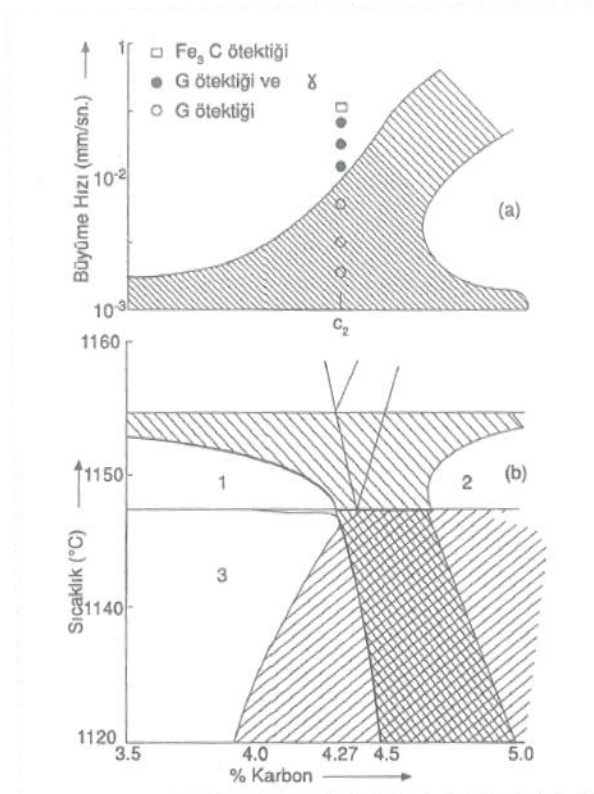 1
□ Fe₃ C ötektiği
● G ötektiği ve ɣ
○ G ötektiği
Büyüme Hızı (mm/sn.)
10⁻²
(a)
10⁻³
c₂
1160
1150
1
2
(b)
Sıcaklık (°C)
3
1140
1120
3.5
4.0
4.27
4.5
5.0
% Karbon